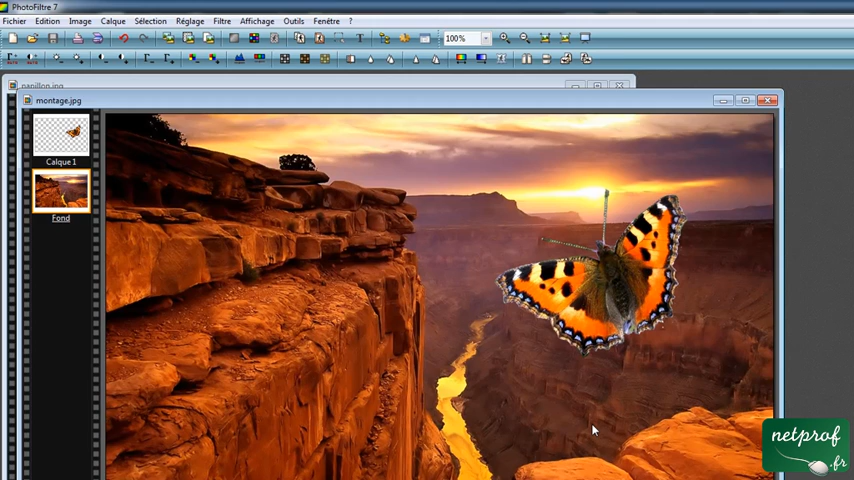 PhotoFiltre 7
Fichier Edition Image Calque Sélection Réglage Filtre Affichage Outils Fenêtre ?
100%
papillon.jpg
montage.jpg
Calque 1
Fond
netprof
.fr